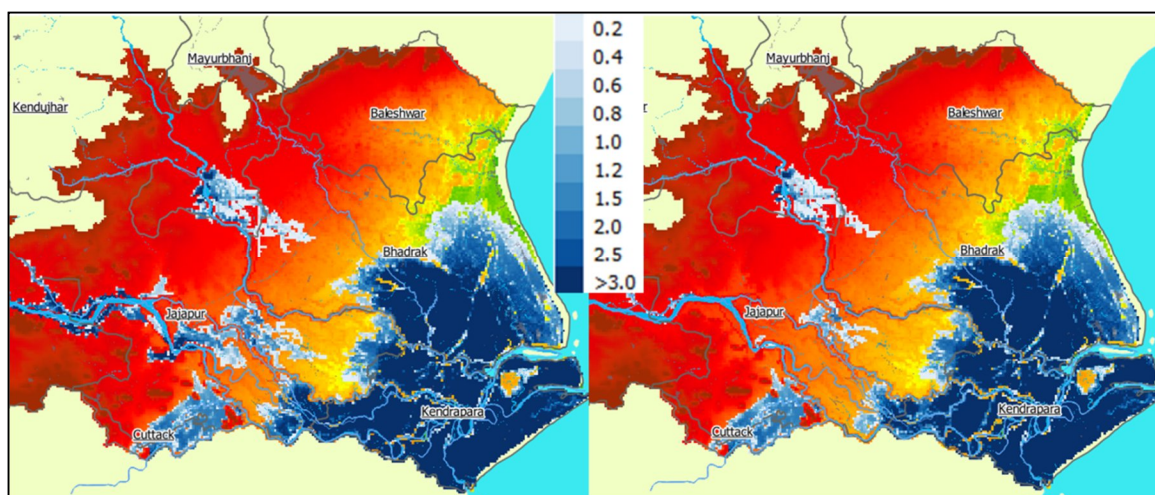 Mayurbhanj
Kendujhar
Baleshwar
Bhadrak
Jajapur
Kendrapara
Cuttack
0.2
0.4
0.6
0.8
1.0
1.2
1.5
2.0
2.5
>3.0
Mayurbhanj
r
Baleshwar
Bhadrak
Jajapur
Kendrapara
Cuttack